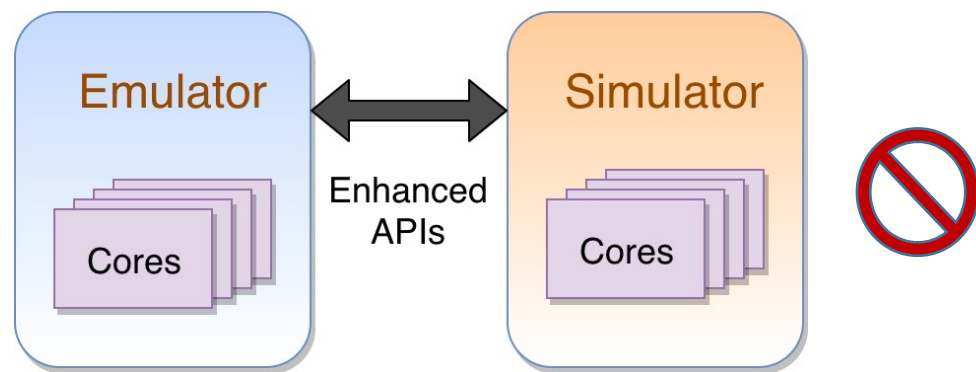 Emulator
Simulator
Enhanced
APIs
Cores
Cores